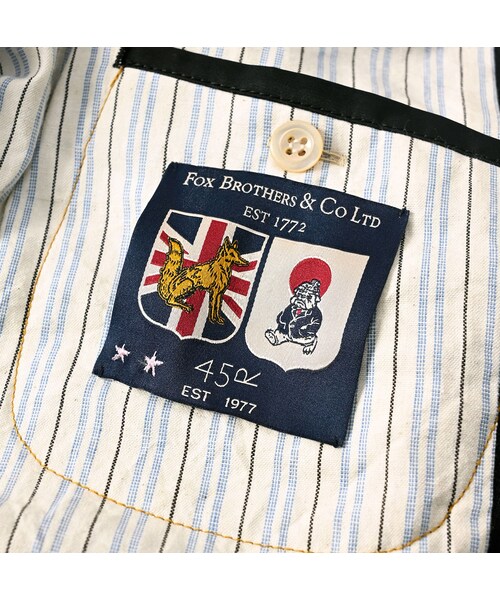 Fox Brothers & Co Ltd
EST 1772
45R
EST 1977